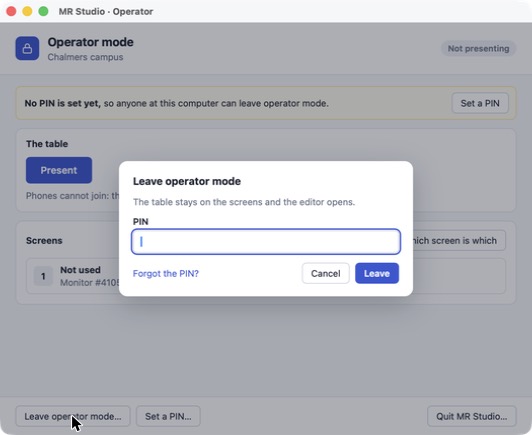 MR Studio · Operator
Operator mode
Chalmers campus
Not presenting
No PIN is set yet, so anyone at this computer can leave operator mode.
Set a PIN
The table
Present
Phones cannot join: th
Screens
hich screen is which
1
Not used
Monitor #410
Leave operator mode
The table stays on the screens and the editor opens.
PIN
Forgot the PIN?
Cancel
Leave
Leave operator mode...
Set a PIN...
Quit MR Studio...